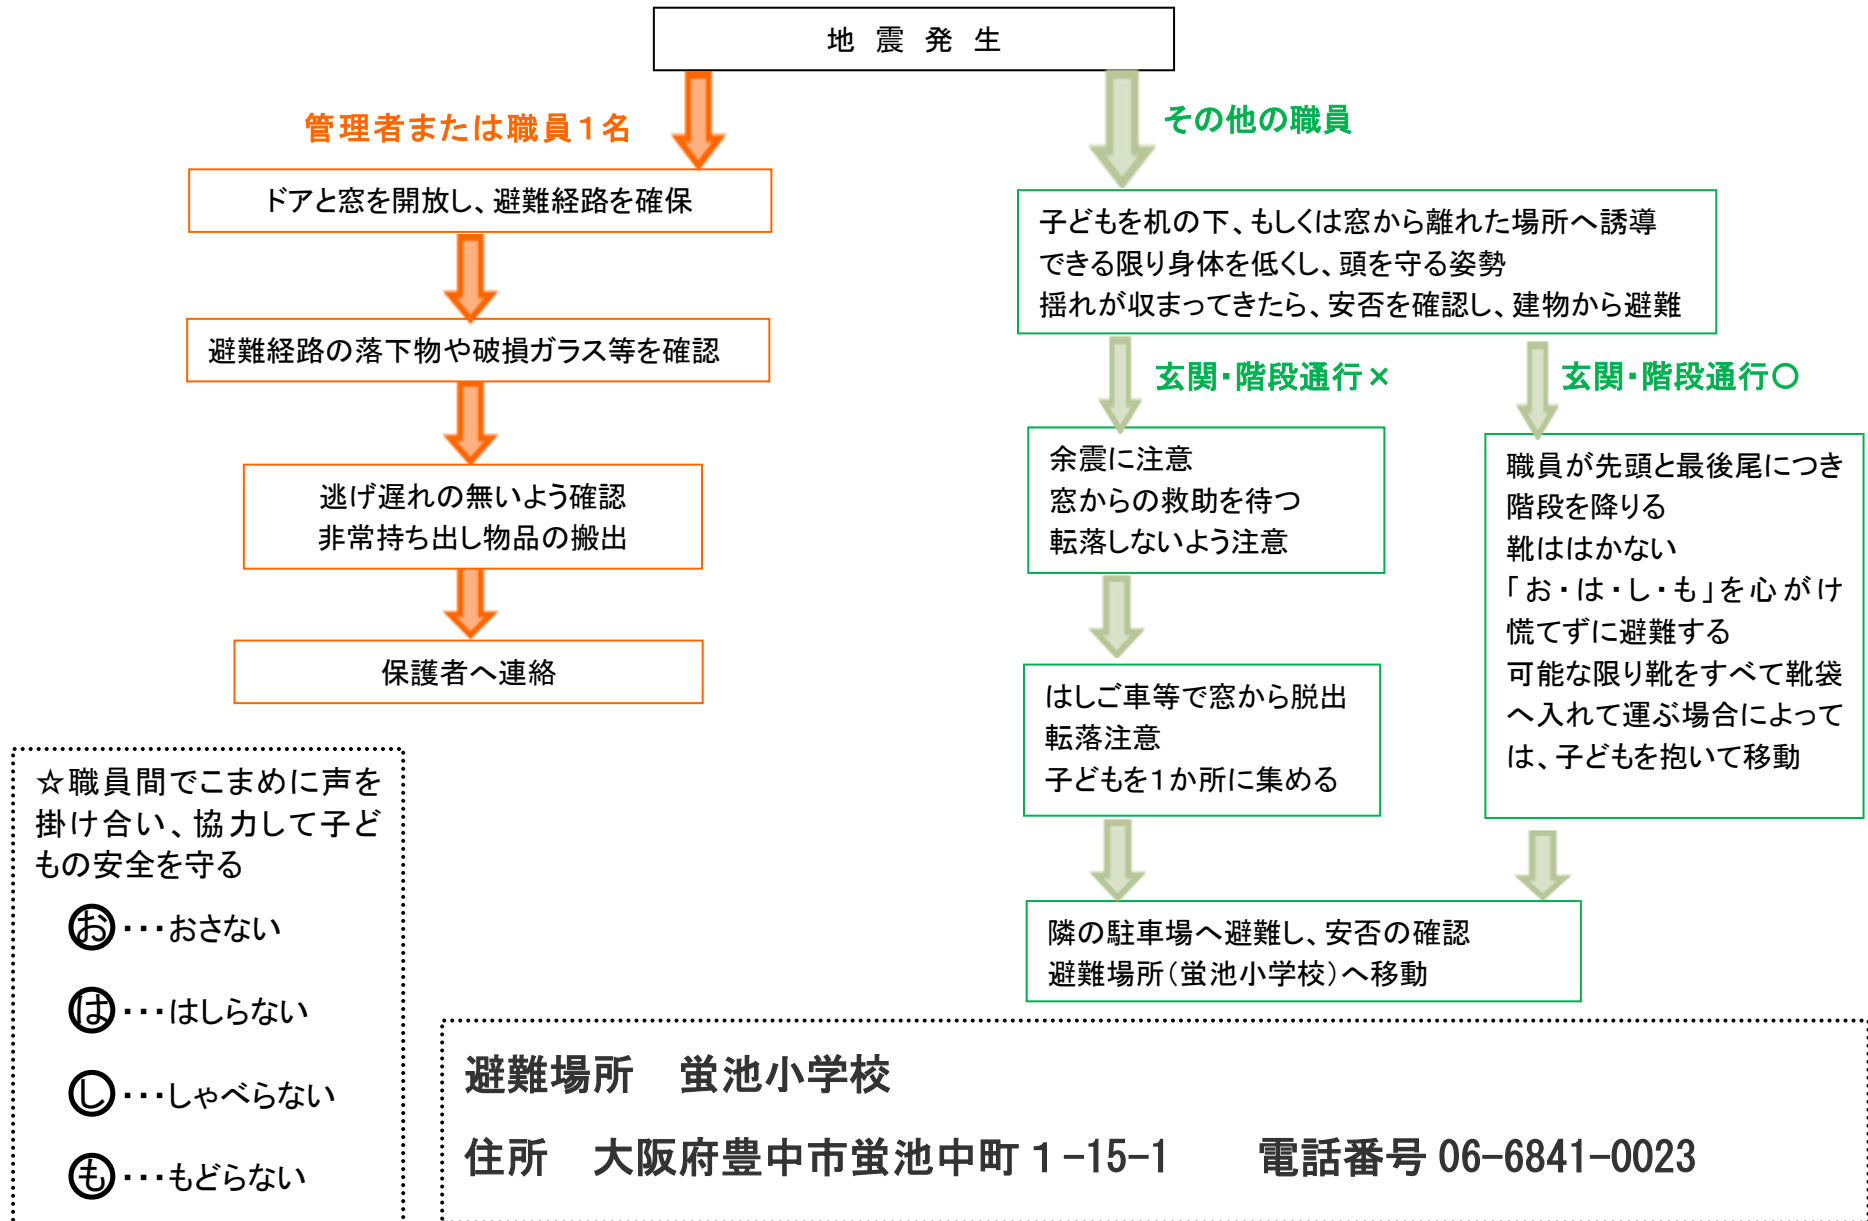 地 震 発 生
管理者または職員1名
ドアと窓を開放し、避難経路を確保
避難経路の落下物や破損ガラス等を確認
逃げ遅れの無いよう確認
非常持ち出し物品の搬出
保護者へ連絡
その他の職員
子どもを机の下、もしくは窓から離れた場所へ誘導
できる限り身体を低くし、頭を守る姿勢
揺れが収まってきたら、安否を確認し、建物から避難
玄関・階段通行×
余震に注意
窓からの救助を待つ
転落しないよう注意
はしご車等で窓から脱出
転落注意
子どもを1か所に集める
玄関・階段通行〇
職員が先頭と最後尾につき
階段を降りる
靴ははかない
「お・は・し・も」を心がけ
慌てずに避難する
可能な限り靴をすべて靴袋
へ入れて運ぶ場合によって
は、子どもを抱いて移動
隣の駐車場へ避難し、安否の確認
避難場所(蛍池小学校)へ移動
☆職員間でこまめに声を
掛け合い、協力して子ど
もの安全を守る
お・・・おさない
は・・・はしらない
し・・・しゃべらない
も・・・もどらない
避難場所 蛍池小学校
住所 大阪府豊中市蛍池中町1-15-1 電話番号 06-6841-0023